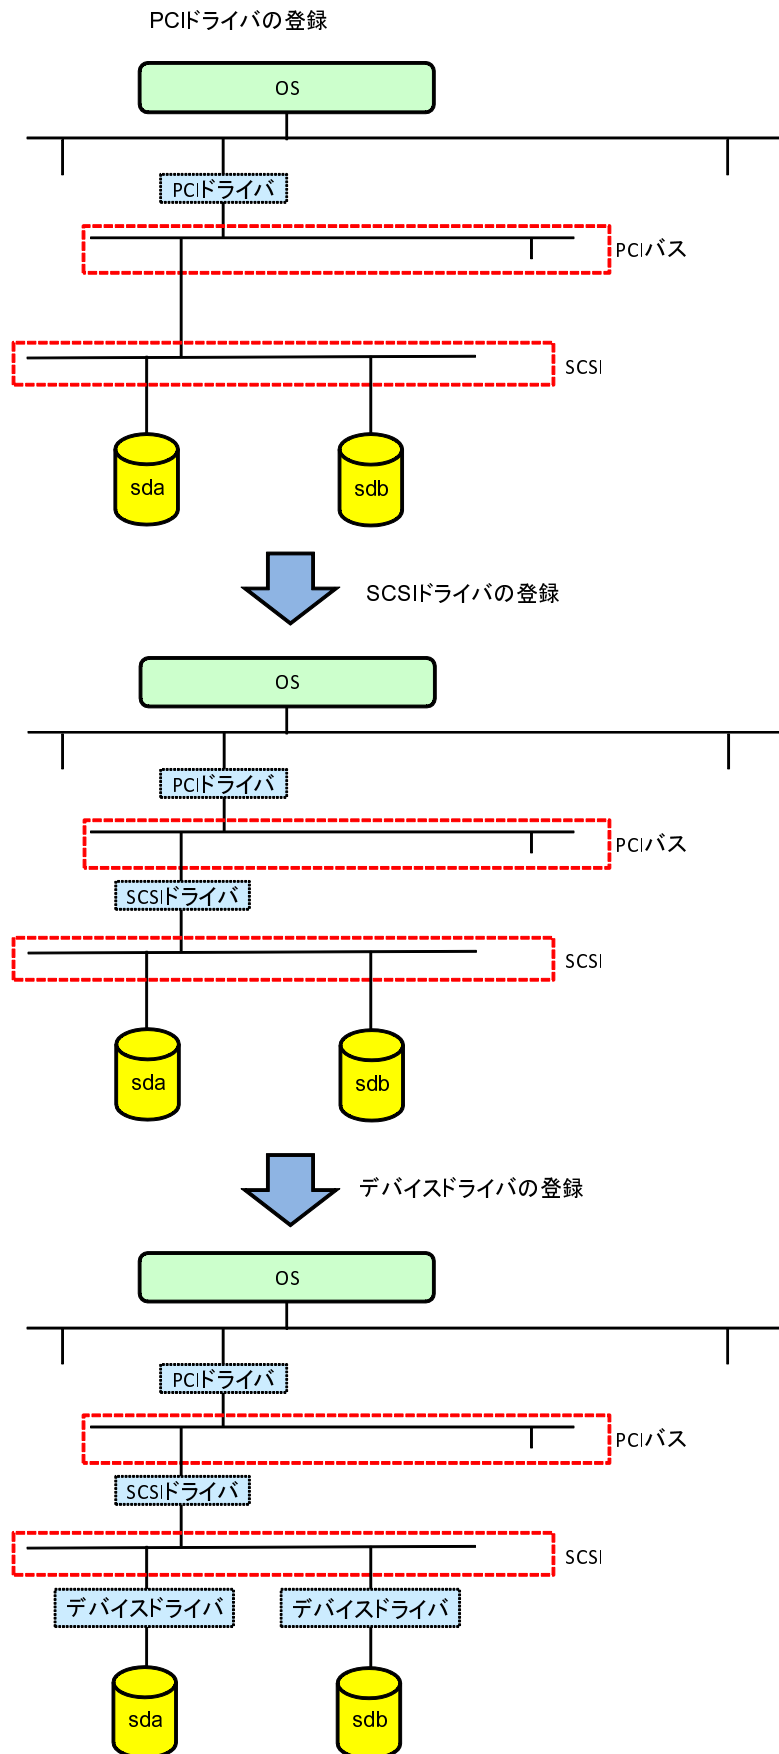 PCIドライバの登録
OS
PCIドライバ
PCIバス
SCSI
sda
sdb
SCSIドライバの登録
OS
PCIドライバ
PCIバス
SCSIドライバ
SCSI
sda
sdb
デバイスドライバの登録
OS
PCIドライバ
PCIバス
SCSIドライバ
SCSI
デバイスドライバ
デバイスドライバ
sda
sdb